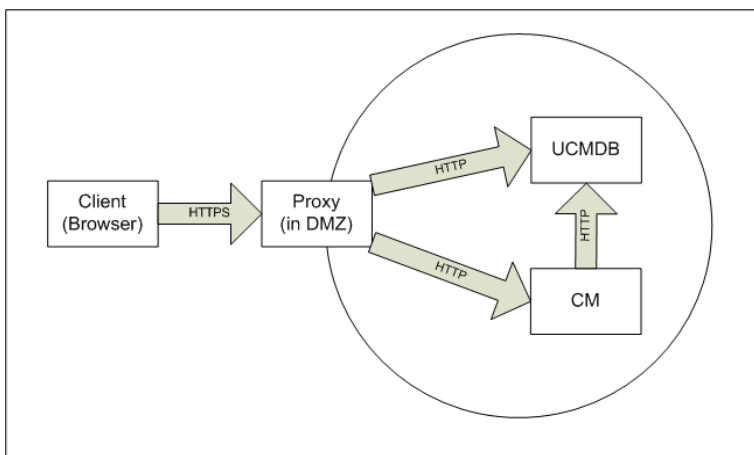 Client
(Browser)
HTTPS
Proxy
(in DMZ)
HTTP
UCMDB
HTTP
HTTP
CM